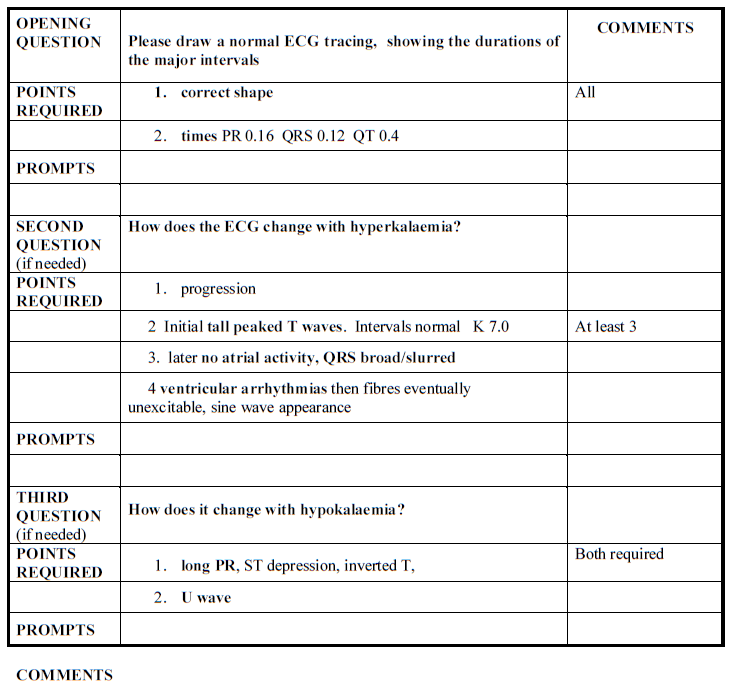 OPENING QUESTION
Please draw a normal ECG tracing, showing the durations of the major intervals
COMMENTS
POINTS REQUIRED
1. correct shape
All
2. times PR 0.16 QRS 0.12 QT 0.4
PROMPTS
SECOND QUESTION (if needed)
How does the ECG change with hyperkalaemia?
POINTS REQUIRED
1. progression
2 Initial tall peaked T waves. Intervals normal K 7.0
At least 3
3. later no atrial activity, QRS broad/slurred
4 ventricular arrhythmias then fibres eventually unexcitable, sine wave appearance
PROMPTS
THIRD QUESTION (if needed)
How does it change with hypokalaemia?
POINTS REQUIRED
1. long PR, ST depression, inverted T,
Both required
2. U wave
PROMPTS
COMMENTS